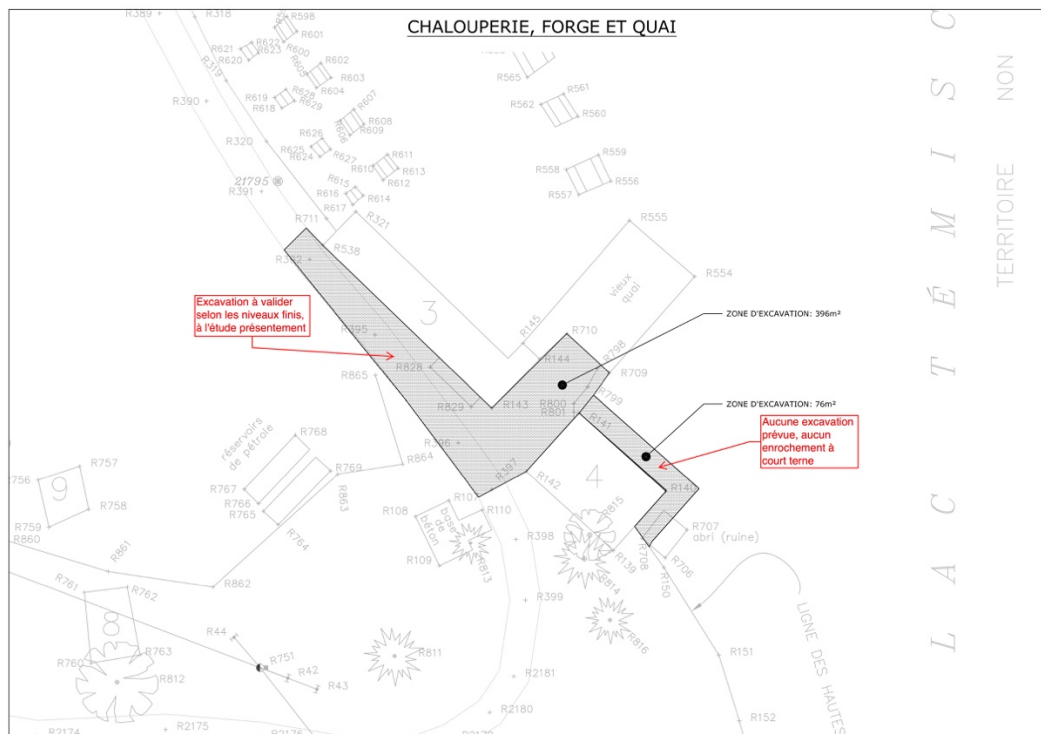 CHALOUPERIE, FORGE ET QUAI
R389
R318
R598
R601
R600
R622
R621
R623
R620
R319
R602
R605
R603
R604
R565
R390
R619
R628
R629
R618
R607
R608
R606
R609
R561
R562
R560
R320
R626
R625
R627
R624
R611
R610
R613
R612
R559
R558
R556
R557
21795
R391
R615
R616
R614
R617
R711
R321
R538
R555
R554
vieux
quai
LAC TÉMISC
TERRITOIRE NON
Excavation à valider
selon les niveaux finis,
à l'étude présentement
3
R395
R145
R710
R144
R798
R709
ZONE D'EXCAVATION: 396m²
R828
R865
R829
R143
R800
R799
R801
R141
ZONE D'EXCAVATION: 76m²
Aucune excavation
prévue, aucun
enrochement à
court terne
R396
R397
R864
réservoirs
de pétrole
R768
R769
R767
R766
R765
R764
R863
R756
R757
9
R758
R759
R860
R861
R862
R107
R108
R110
base
de
béton
R109
R813
R142
4
R815
R140
R707
abri (ruine)
R398
R139
R708
R706
R814
R150
R761
R762
8
R763
R760
R812
R399
R816
LIGNE DES HAUTES
R44
R751
R42
R43
R811
R151
R2181
R2180
R152
R2174
R2175
R2176
R2179